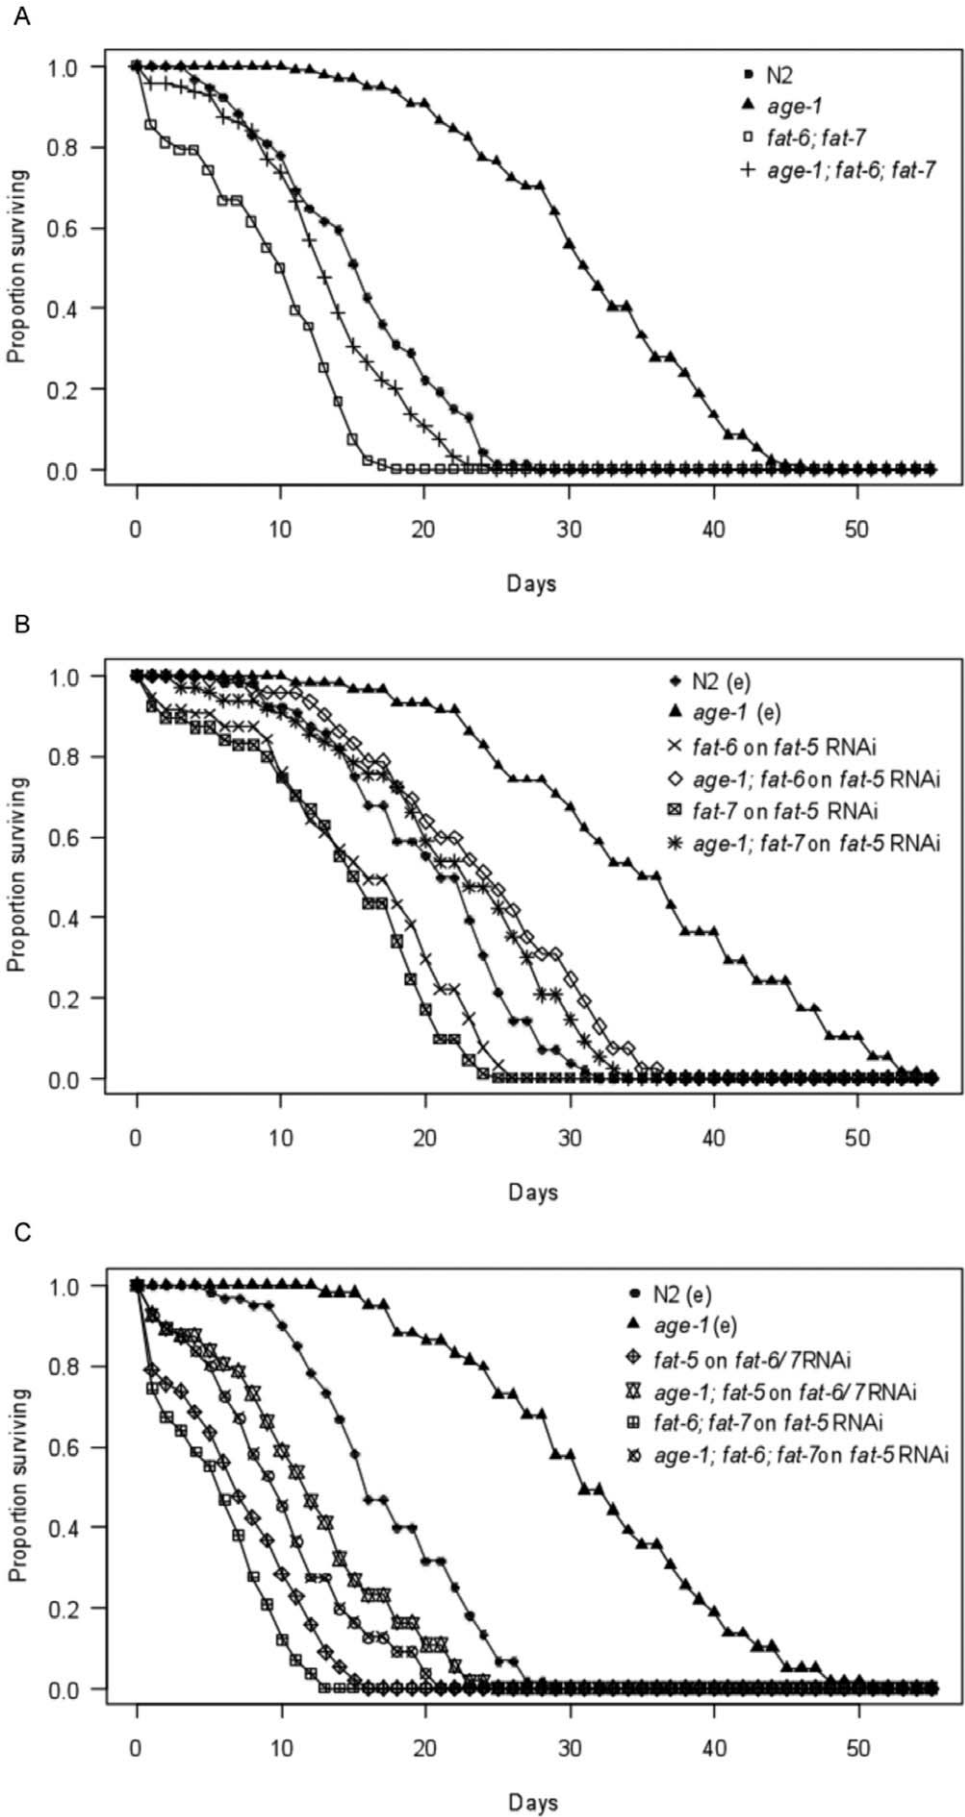 A
1.0
0.8
0.6
0.4
0.2
0.0
Proportion surviving
N2
age-1
fat-6; fat-7
age-1; fat-6; fat-7
0 10 20 30 40 50
Days
B
1.0
0.8
0.6
0.4
0.2
0.0
Proportion surviving
N2 (e)
age-1 (e)
fat-6 on fat-5 RNAi
age-1; fat-6 on fat-5 RNAi
fat-7 on fat-5 RNAi
age-1; fat-7 on fat-5 RNAi
0 10 20 30 40 50
Days
C
1.0
0.8
0.6
0.4
0.2
0.0
Proportion surviving
N2 (e)
age-1 (e)
fat-5 on fat-6/7RNAi
age-1; fat-5 on fat-6/7RNAi
fat-6; fat-7 on fat-5 RNAi
age-1; fat-6; fat-7on fat-5 RNAi
0 10 20 30 40 50
Days